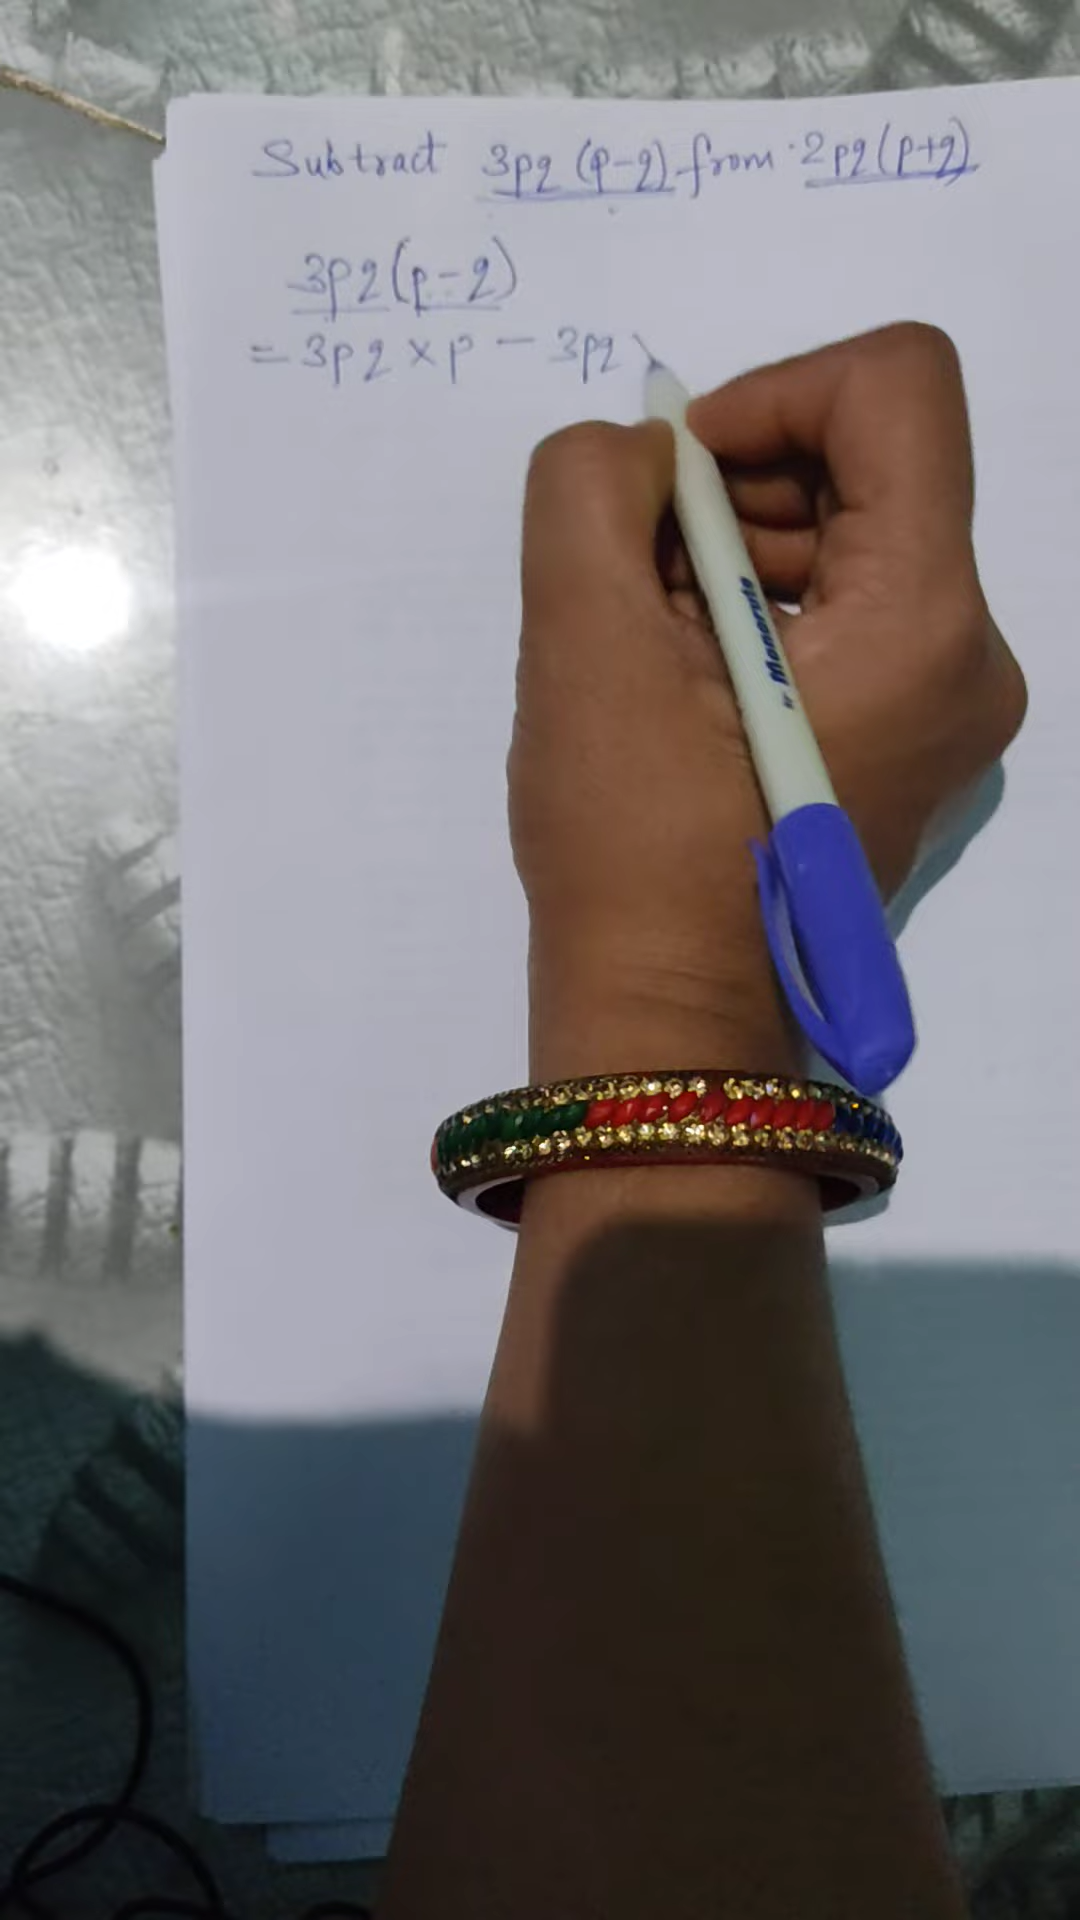 Subtract 3pq (p-q) from 2pq (p+q)
3pq (p-q)
= 3pq × p - 3pq